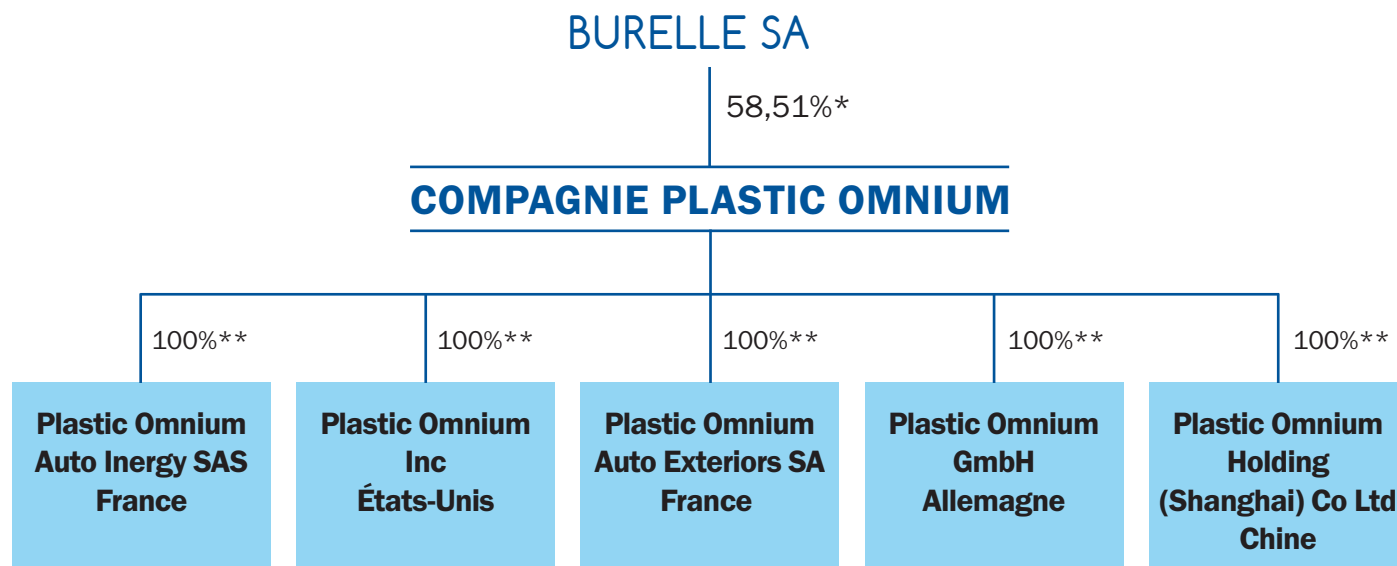 BURELLE SA
58,51%*
COMPAGNIE PLASTIC OMNIUM
100%**
100%**
100%**
100%**
100%**
Plastic Omnium
Auto Inergy SAS
France
Plastic Omnium
Inc
États-Unis
Plastic Omnium
Auto Exteriors SA
France
Plastic Omnium
GmbH
Allemagne
Plastic Omnium
Holding
(Shanghai) Co Ltd
Chine